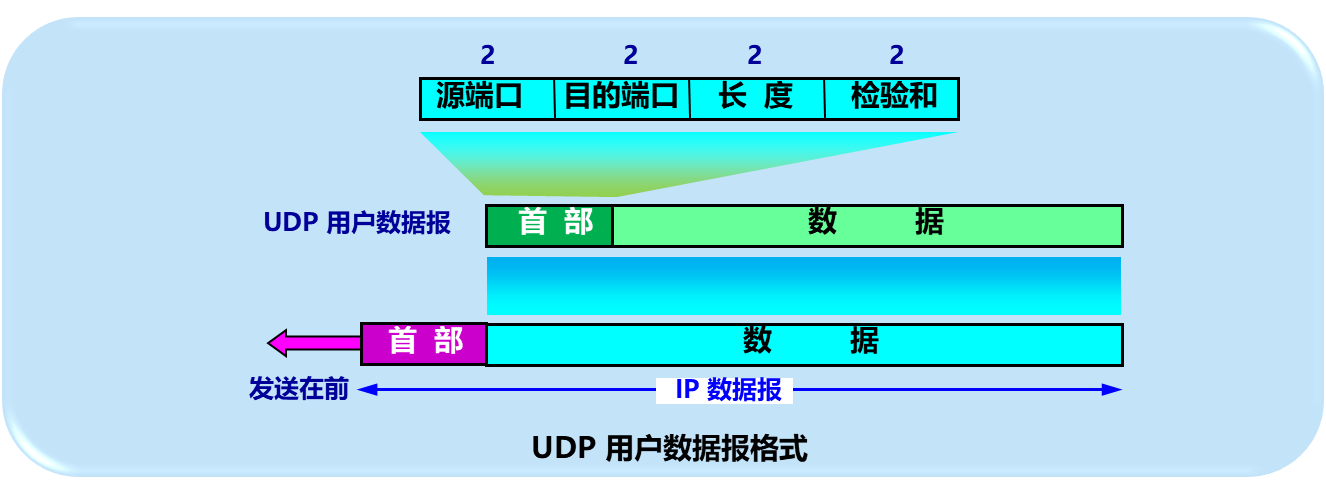 2 2 2 2
源端口 目的端口 长 度 检验和
UDP 用户数据报 首 部 数 据
首 部 数 据
发送在前 IP 数据报
UDP 用户数据报格式